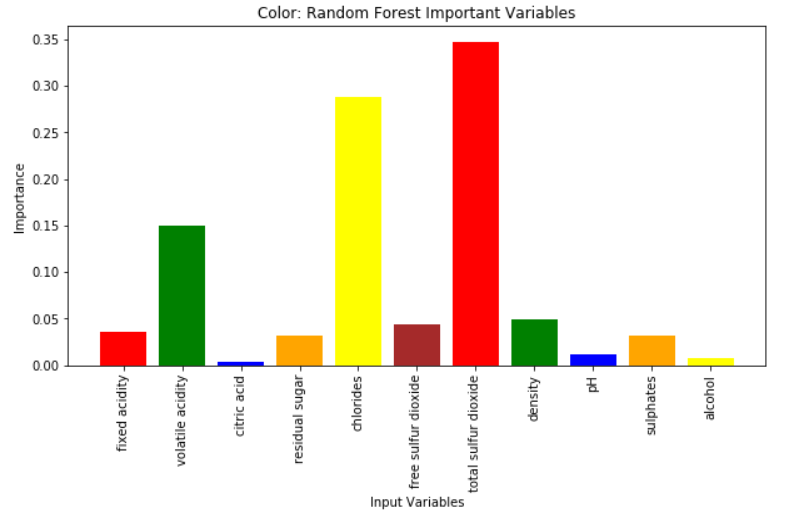 Color: Random Forest Important Variables
0.35
0.30
0.25
0.20
0.15
0.10
0.05
0.00
Importance
fixed acidity
volatile acidity
citric acid
residual sugar
chlorides
free sulfur dioxide
total sulfur dioxide
density
pH
sulphates
alcohol
Input Variables